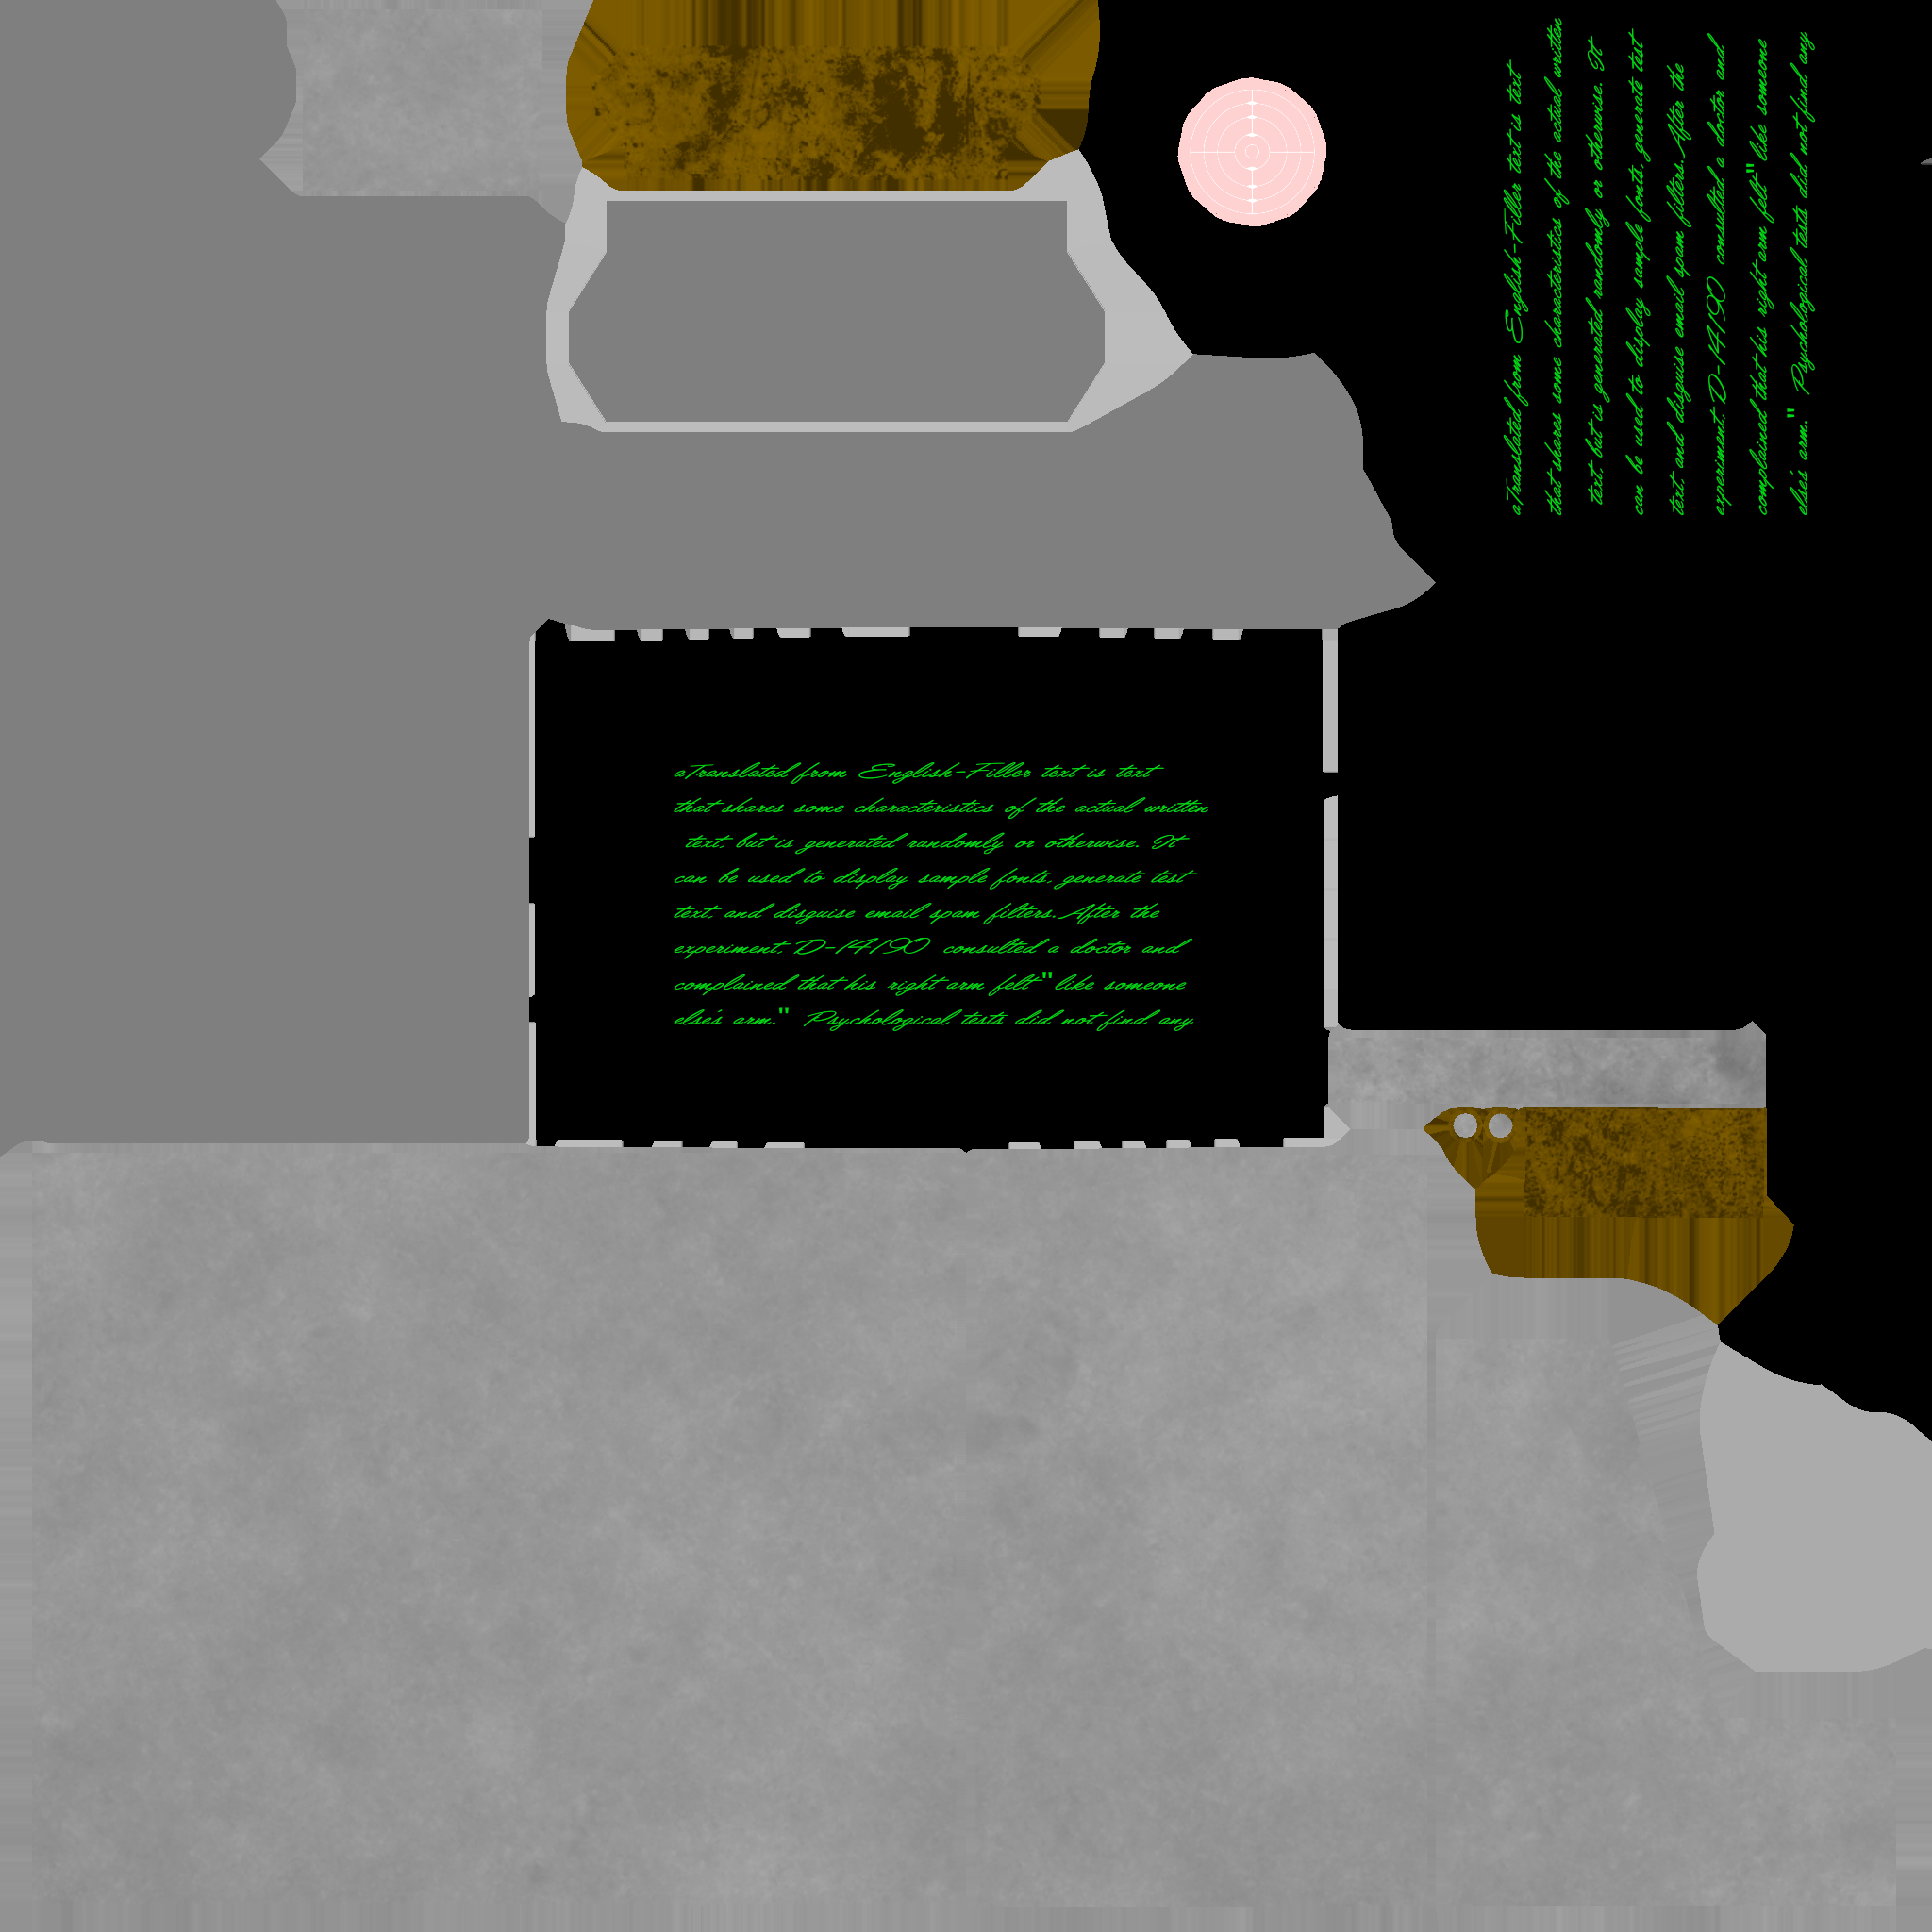 aTranslated from English-Filler text is text
that shares some characteristics of the actual written
text, but is generated randomly or otherwise. It
can be used to display sample fonts, generate test
text, and disguise email spam filters. After the
experiment, D-14190 consulted a doctor and
complained that his right arm felt "like someone
else's arm." Psychological tests did not find any
aTranslated from English-Filler text is text
that shares some characteristics of the actual written
text, but is generated randomly or otherwise. It
can be used to display sample fonts, generate test
text, and disguise email spam filters. After the
experiment, D-14190 consulted a doctor and
complained that his right arm felt "like someone
else's arm." Psychological tests did not find any